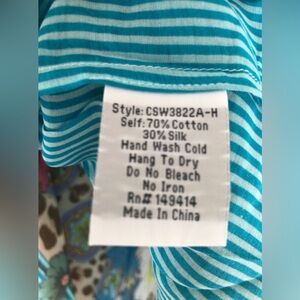 Style: CSW3822A-H
Self: 70% Cotton
30% Silk
Hand Wash Cold
Hang To Dry
Do No Bleach
No Iron
Rn# 149414
Made In China